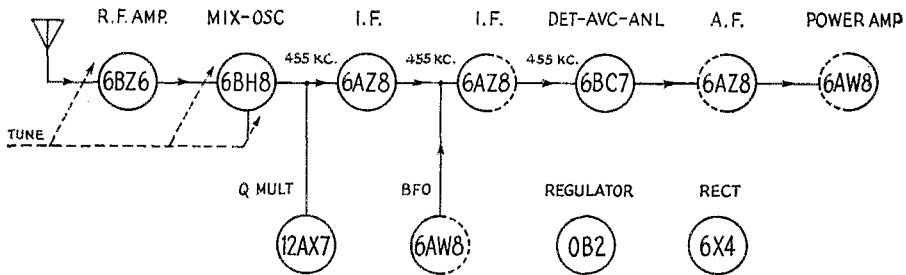 R.F. AMP. MIX-OSC I.F. I.F. DET-AVC-ANL A.F. POWER AMP
455 KC. 455 KC. 455 KC.
6BZ6 6BH8 6AZ8 6AZ8 6BC7 6AZ8 6AW8
TUNE
Q MULT BFO REGULATOR RECT
12AX7 6AW8 0B2 6X4